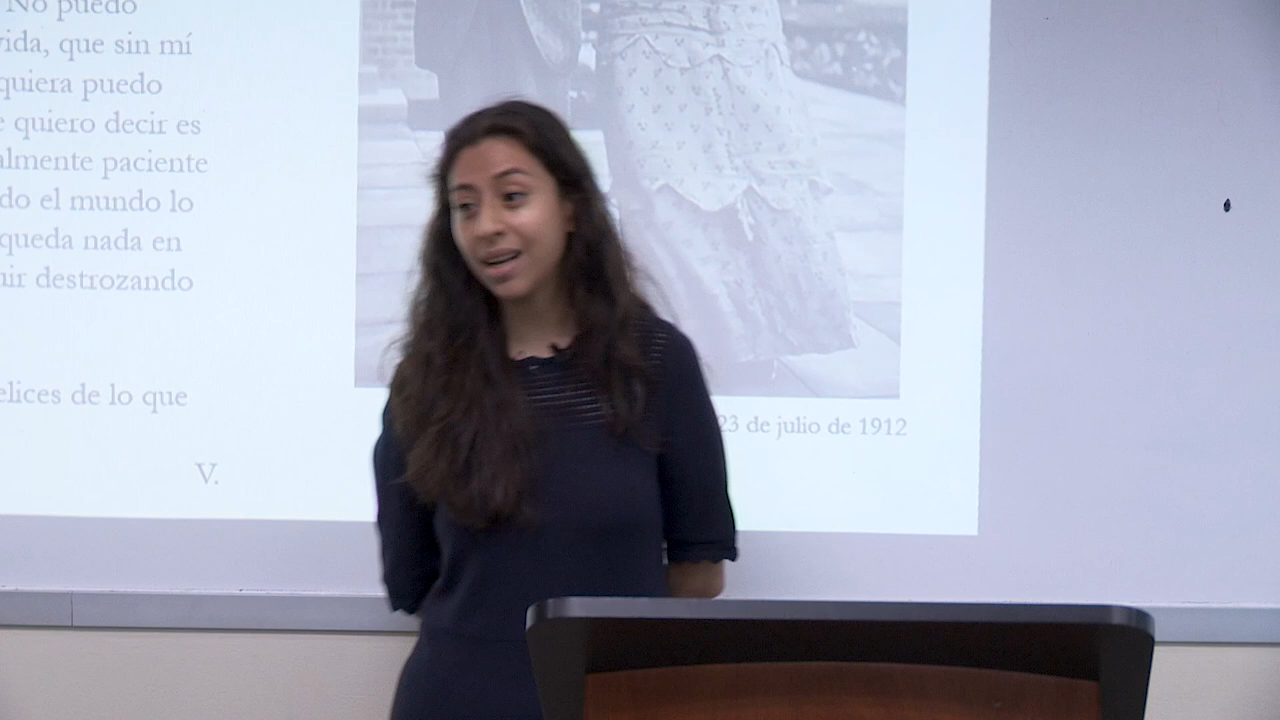 No puedo
vida, que sin mí
quiera puedo
e quiero decir es
almente paciente
do el mundo lo
queda nada en
uir destrozando
elices de lo que
V.
23 de julio de 1912